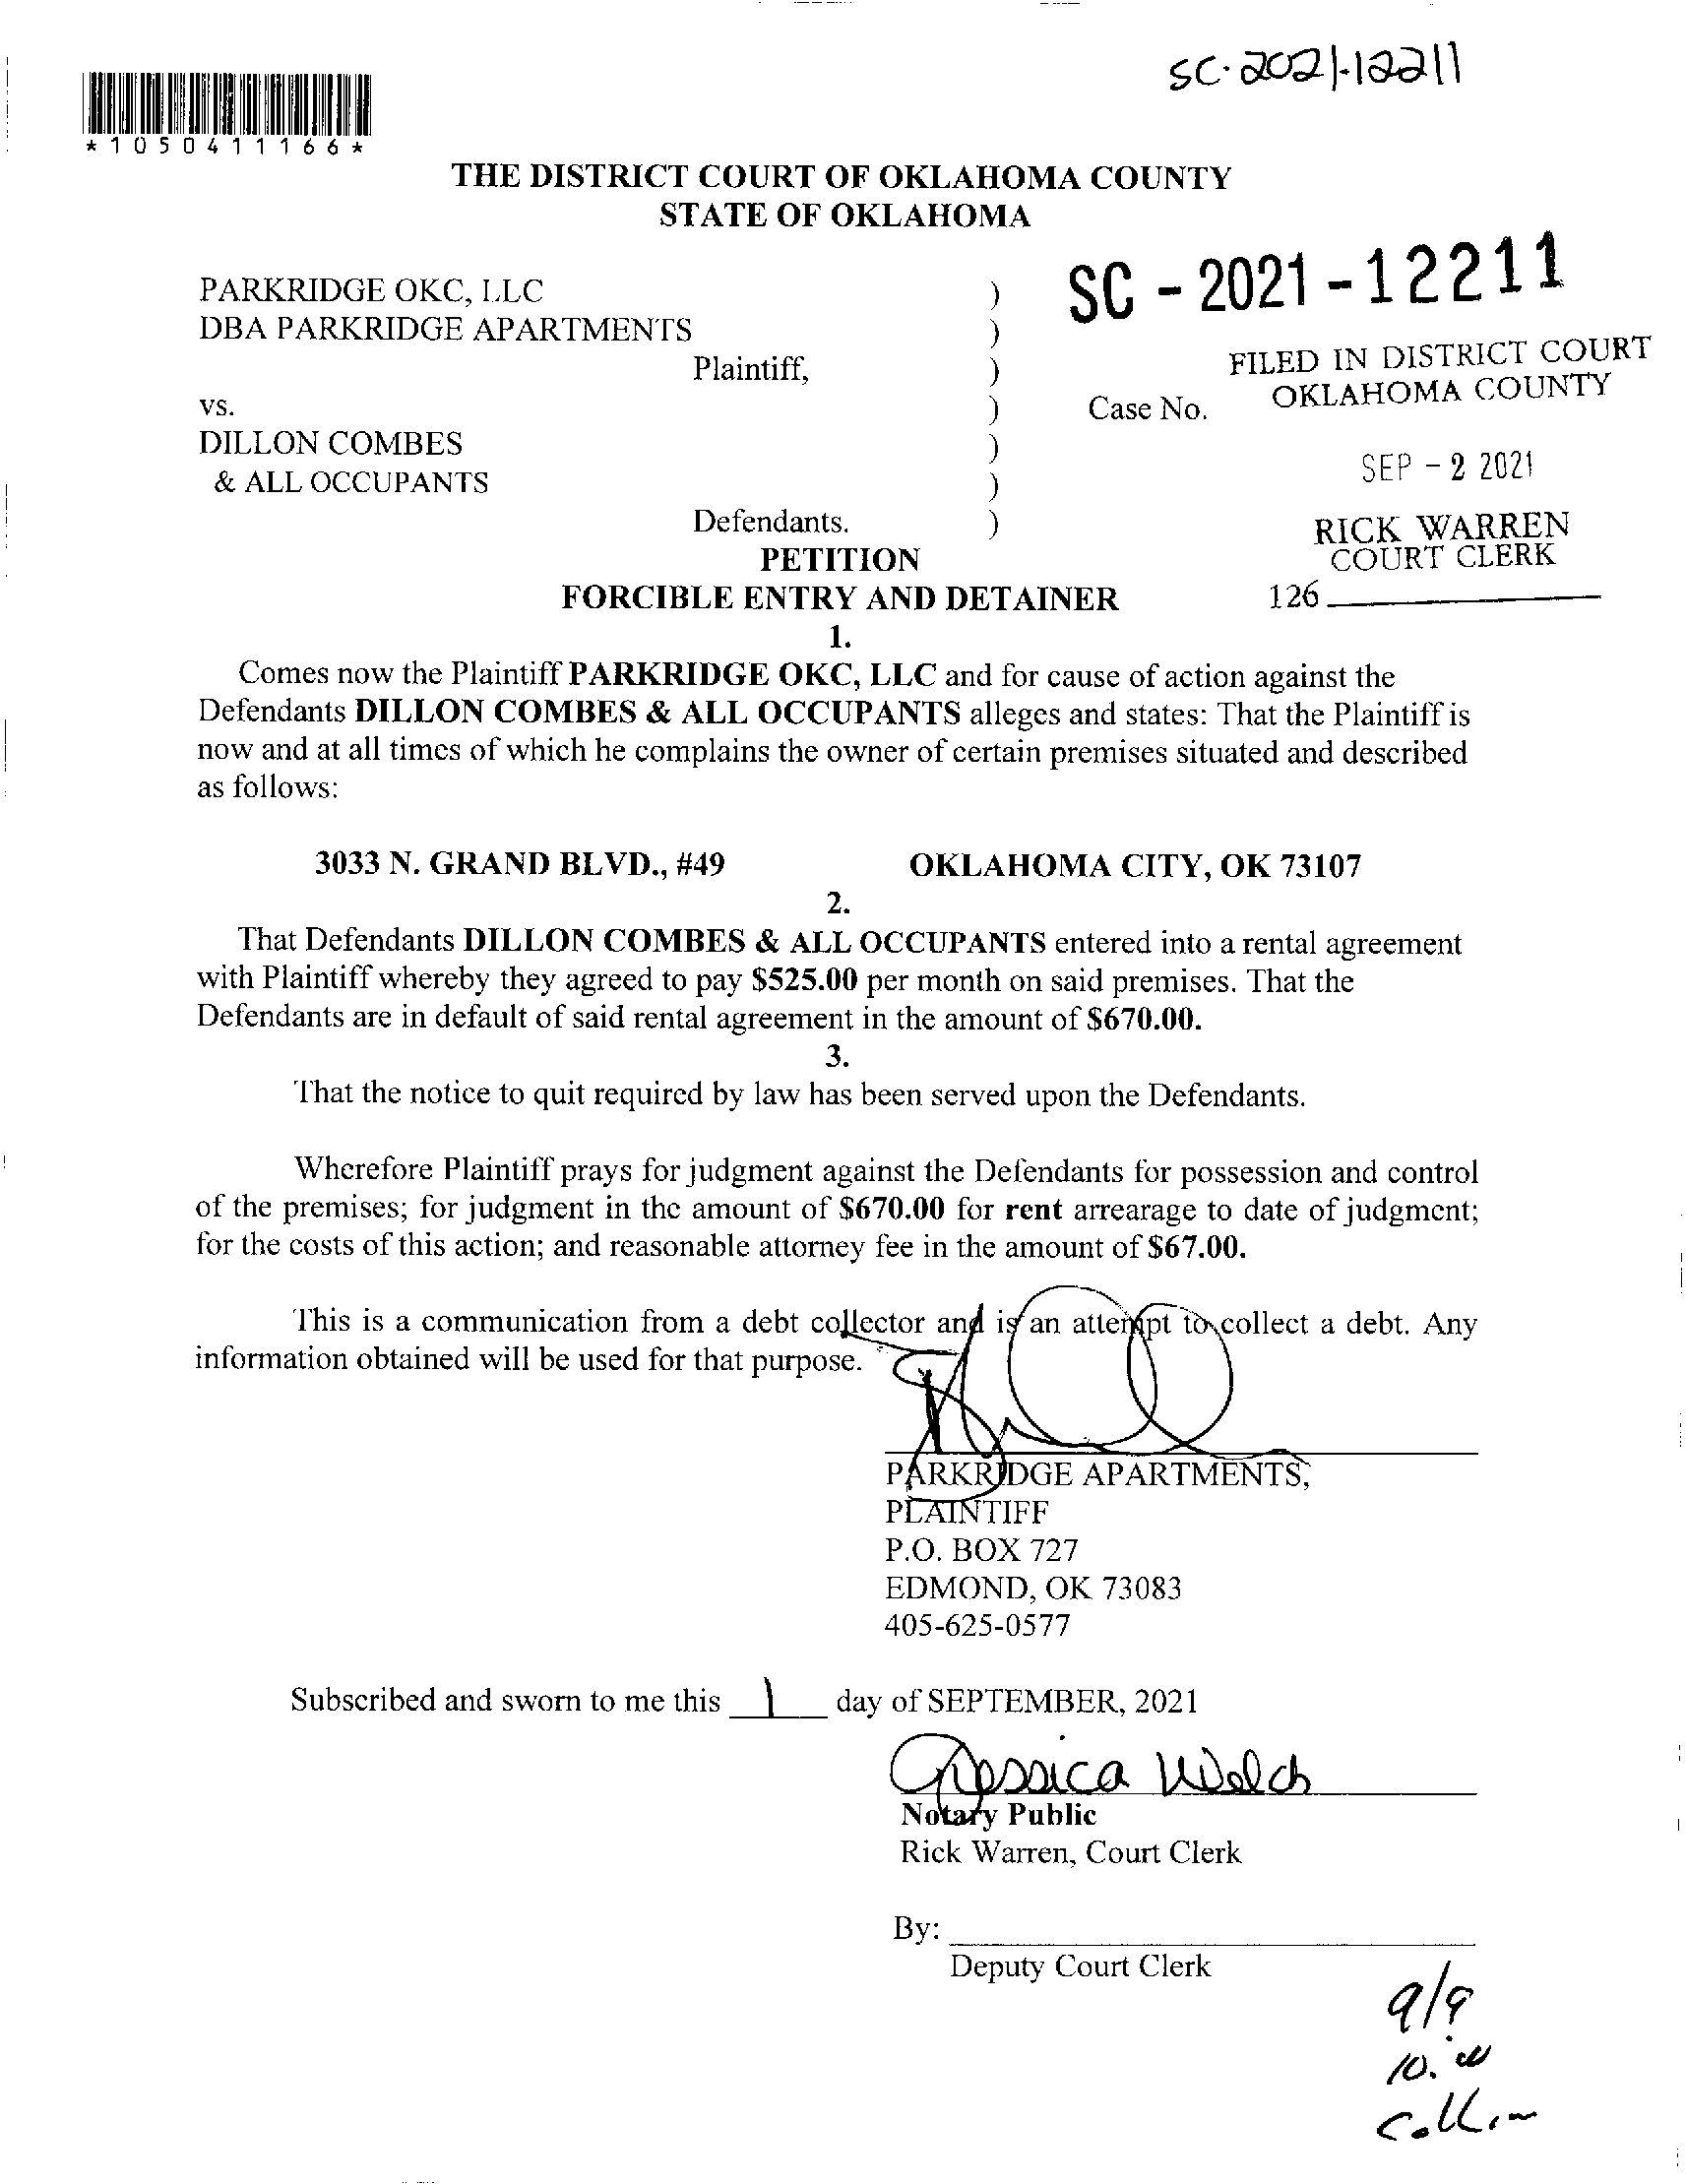 SC-2021-12211
*1050411166*
THE DISTRICT COURT OF OKLAHOMA COUNTY
STATE OF OKLAHOMA
SC - 2021 - 12211
PARKRIDGE OKC, LLC )
DBA PARKRIDGE APARTMENTS )
FILED IN DISTRICT COURT
Plaintiff, )
OKLAHOMA COUNTY
vs. ) Case No.
DILLON COMBES )
SEP - 2 2021
& ALL OCCUPANTS )
Defendants. )
RICK WARREN
PETITION
COURT CLERK
FORCIBLE ENTRY AND DETAINER
126
1.
Comes now the Plaintiff PARKRIDGE OKC, LLC and for cause of action against the
Defendants DILLON COMBES & ALL OCCUPANTS alleges and states: That the Plaintiff is
now and at all times of which he complains the owner of certain premises situated and described
as follows:
3033 N. GRAND BLVD., #49 OKLAHOMA CITY, OK 73107
2.
That Defendants DILLON COMBES & ALL OCCUPANTS entered into a rental agreement
with Plaintiff whereby they agreed to pay $525.00 per month on said premises. That the
Defendants are in default of said rental agreement in the amount of $670.00.
3.
That the notice to quit required by law has been served upon the Defendants.
Wherefore Plaintiff prays for judgment against the Defendants for possession and control
of the premises; for judgment in the amount of $670.00 for rent arrearage to date of judgment;
for the costs of this action; and reasonable attorney fee in the amount of $67.00.
This is a communication from a debt collector and is an attempt to collect a debt. Any
information obtained will be used for that purpose.
PARKRIDGE APARTMENTS,
PLAINTIFF
P.O. BOX 727
EDMOND, OK 73083
405-625-0577
Subscribed and sworn to me this 1 day of SEPTEMBER, 2021
Jessica Welch
Notary Public
Rick Warren, Court Clerk
By:
Deputy Court Clerk
9/9